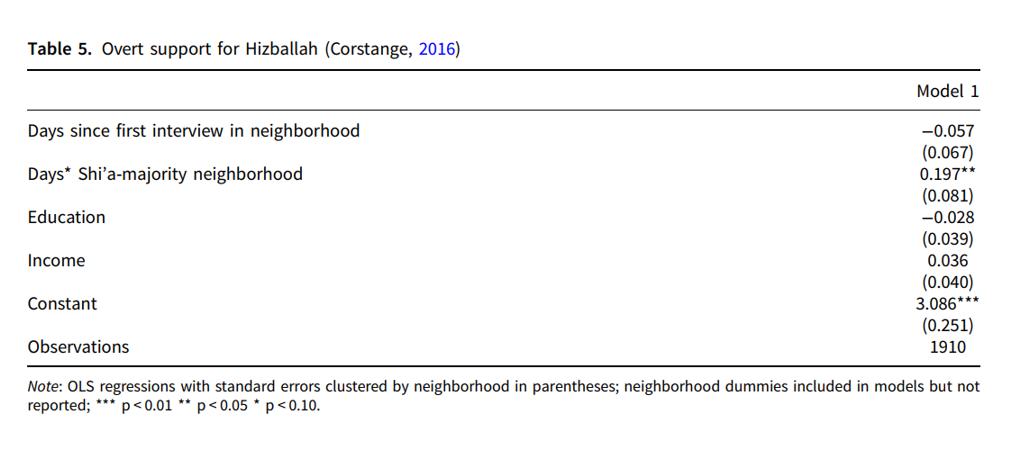 Table 5. Overt support for Hizballah (Corstange, 2016)
Model 1
Days since first interview in neighborhood −0.057
(0.067)
Days* Shi’a-majority neighborhood 0.197**
(0.081)
Education −0.028
(0.039)
Income 0.036
(0.040)
Constant 3.086***
(0.251)
Observations 1910
Note: OLS regressions with standard errors clustered by neighborhood in parentheses; neighborhood dummies included in models but not
reported; *** p < 0.01 ** p < 0.05 * p < 0.10.